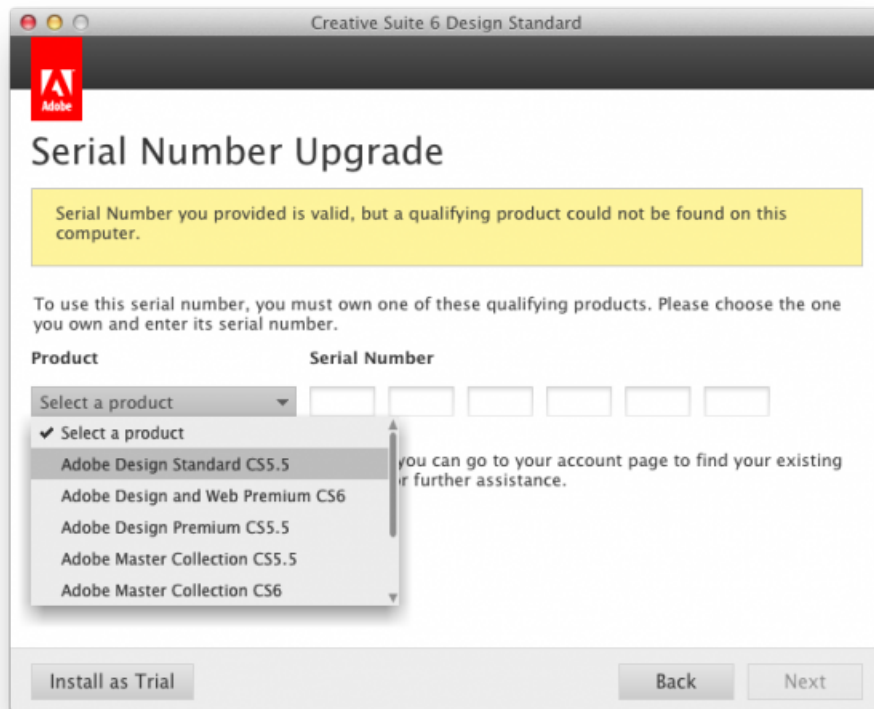 Creative Suite 6 Design Standard
Adobe
Serial Number Upgrade
Serial Number you provided is valid, but a qualifying product could not be found on this
computer.
To use this serial number, you must own one of these qualifying products. Please choose the one
you own and enter its serial number.
Product Serial Number
Select a product
✔ Select a product
Adobe Design Standard CS5.5
you can go to your account page to find your existing
Adobe Design and Web Premium CS6
for further assistance.
Adobe Design Premium CS5.5
Adobe Master Collection CS5.5
Adobe Master Collection CS6
Install as Trial Back Next